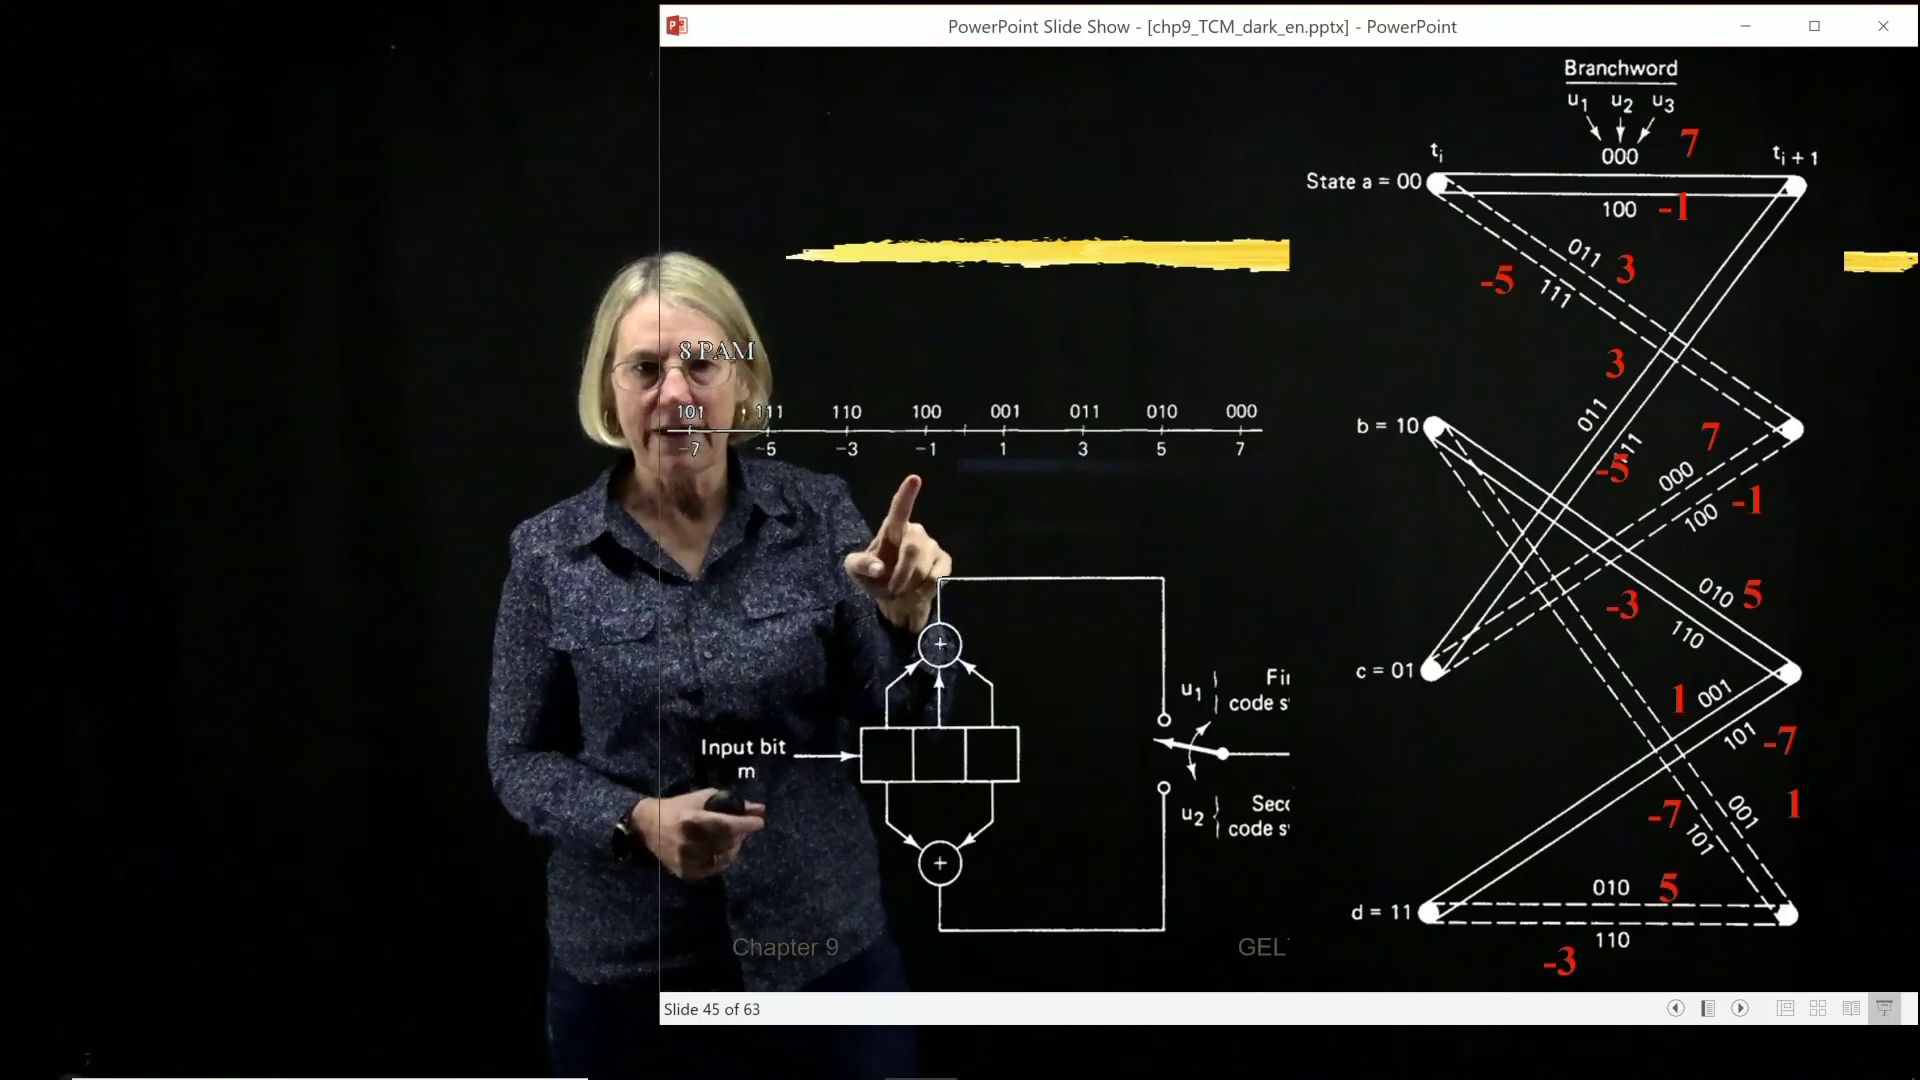 PowerPoint Slide Show - [chp9_TCM_dark_en.pptx] - PowerPoint
Branchword
u1 u2 u3
ti
000
7
ti + 1
State a = 00
100
-1
011
3
-5
111
8 PAM
3
101 111 110 100 001 011 010 000
-7 -5 -3 -1 1 3 5 7
011
b = 10
7
-5
000
-1
100
010
5
-3
110
c = 01
u1
code
1
001
101
-7
Input bit
m
u2
code
-7
001
1
101
010
5
d = 11
110
-3
Chapter 9
Slide 45 of 63